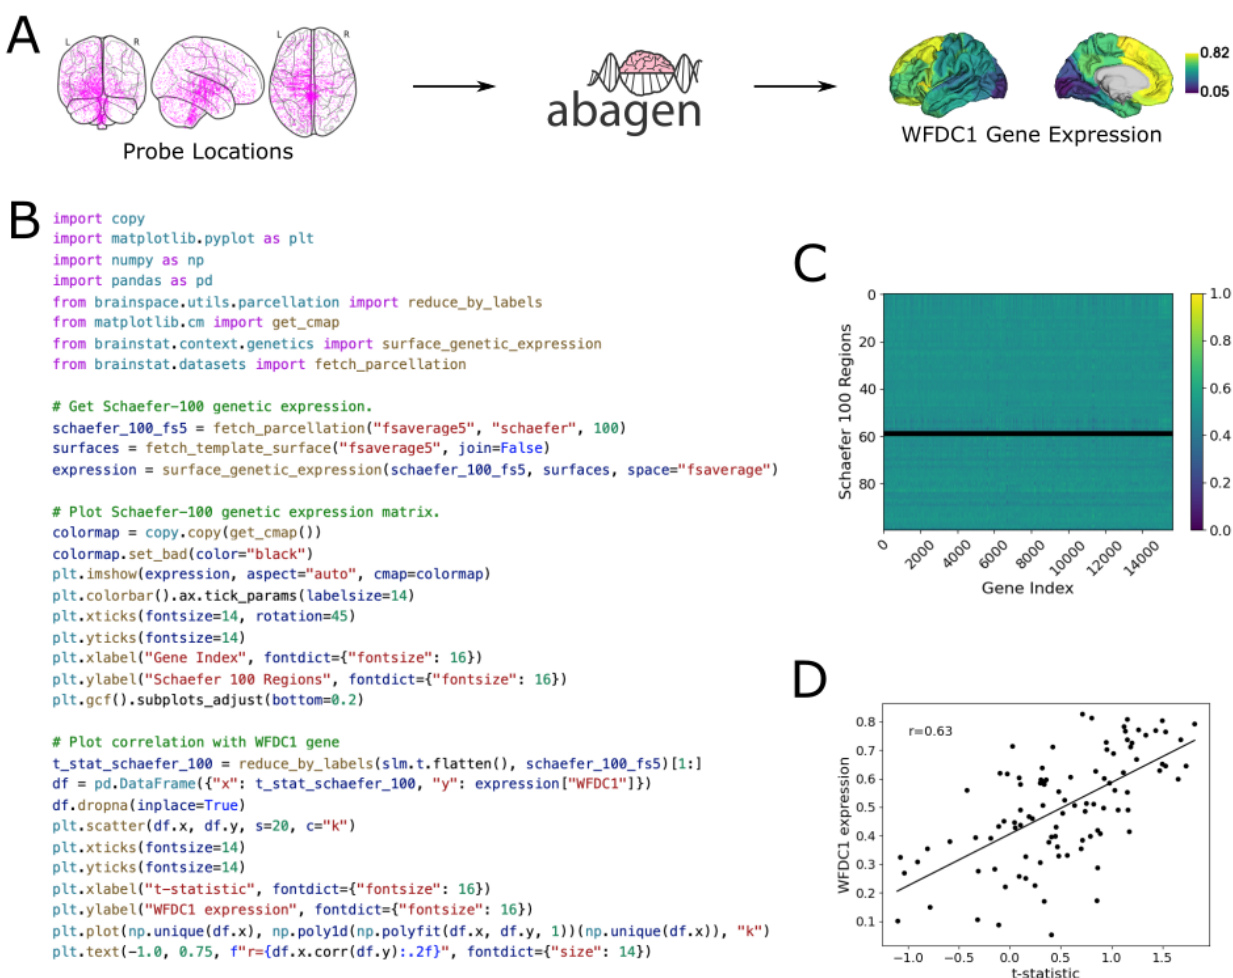 A
L R
L R
Probe Locations
abagen
0.82
0.05
WFDC1 Gene Expression
B
import copy
import matplotlib.pyplot as plt
import numpy as np
import pandas as pd
from brainspace.utils.parcellation import reduce_by_labels
from matplotlib.cm import get_cmap
from brainstat.context.genetics import surface_genetic_expression
from brainstat.datasets import fetch_parcellation
# Get Schaefer-100 genetic expression.
schaefer_100_fs5 = fetch_parcellation("fsaverage5", "schaefer", 100)
surfaces = fetch_template_surface("fsaverage5", join=False)
expression = surface_genetic_expression(schaefer_100_fs5, surfaces, space="fsaverage")
# Plot Schaefer-100 genetic expression matrix.
colormap = copy.copy(get_cmap())
colormap.set_bad(color="black")
plt.imshow(expression, aspect="auto", cmap=colormap)
plt.colorbar().ax.tick_params(labelsize=14)
plt.xticks(fontsize=14, rotation=45)
plt.yticks(fontsize=14)
plt.xlabel("Gene Index", fontdict={"fontsize": 16})
plt.ylabel("Schaefer 100 Regions", fontdict={"fontsize": 16})
plt.gcf().subplots_adjust(bottom=0.2)
# Plot correlation with WFDC1 gene
t_stat_schaefer_100 = reduce_by_labels(slm.t.flatten(), schaefer_100_fs5)[1:]
df = pd.DataFrame({"x": t_stat_schaefer_100, "y": expression["WFDC1"]})
df.dropna(inplace=True)
plt.scatter(df.x, df.y, s=20, c="k")
plt.xticks(fontsize=14)
plt.yticks(fontsize=14)
plt.xlabel("t-statistic", fontdict={"fontsize": 16})
plt.ylabel("WFDC1 expression", fontdict={"fontsize": 16})
plt.plot(np.unique(df.x), np.poly1d(np.polyfit(df.x, df.y, 1))(np.unique(df.x)), "k")
plt.text(-1.0, 0.75, f"r={df.x.corr(df.y):.2f}", fontdict={"size": 14})
C
Schaefer 100 Regions
0
20
40
60
80
0 2000 4000 6000 8000 10000 12000 14000
Gene Index
1.0
0.8
0.6
0.4
0.2
0.0
D
WFDC1 expression
0.8
0.7
0.6
0.5
0.4
0.3
0.2
0.1
r=0.63
−1.0 −0.5 0.0 0.5 1.0 1.5
t-statistic